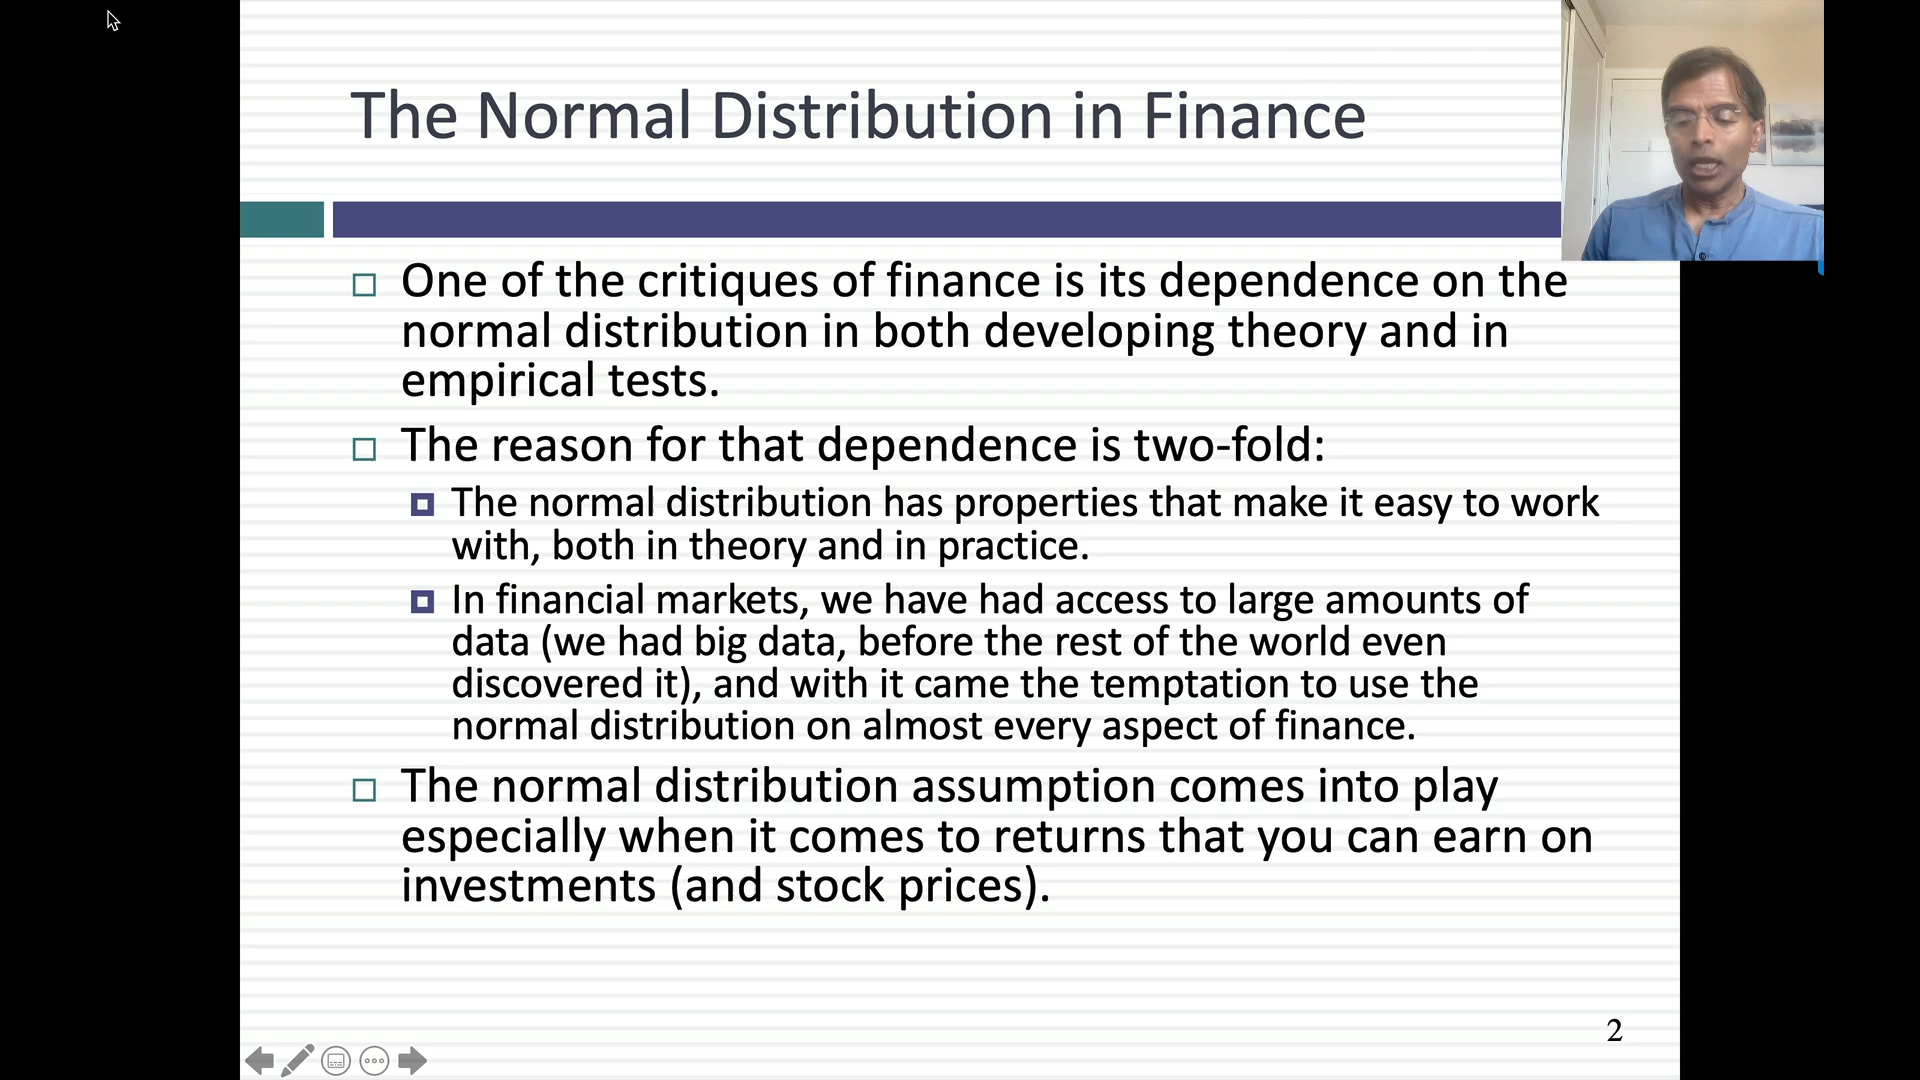 The Normal Distribution in Finance
One of the critiques of finance is its dependence on the
normal distribution in both developing theory and in
empirical tests.
The reason for that dependence is two-fold:
The normal distribution has properties that make it easy to work
with, both in theory and in practice.
In financial markets, we have had access to large amounts of
data (we had big data, before the rest of the world even
discovered it), and with it came the temptation to use the
normal distribution on almost every aspect of finance.
The normal distribution assumption comes into play
especially when it comes to returns that you can earn on
investments (and stock prices).
2